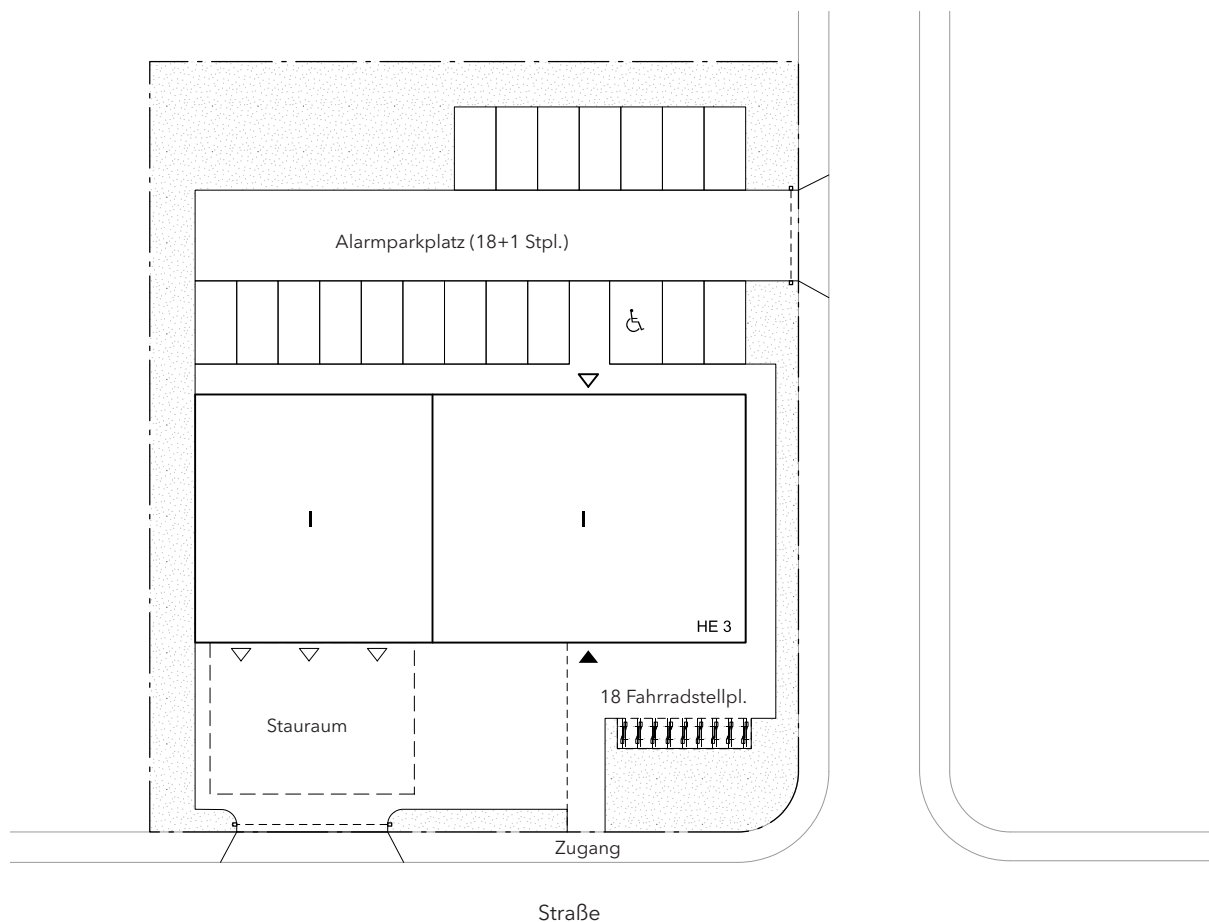 Alarmparkplatz (18+1 Stpl.)
I
I
HE 3
18 Fahrradstellpl.
Stauraum
Zugang
Straße